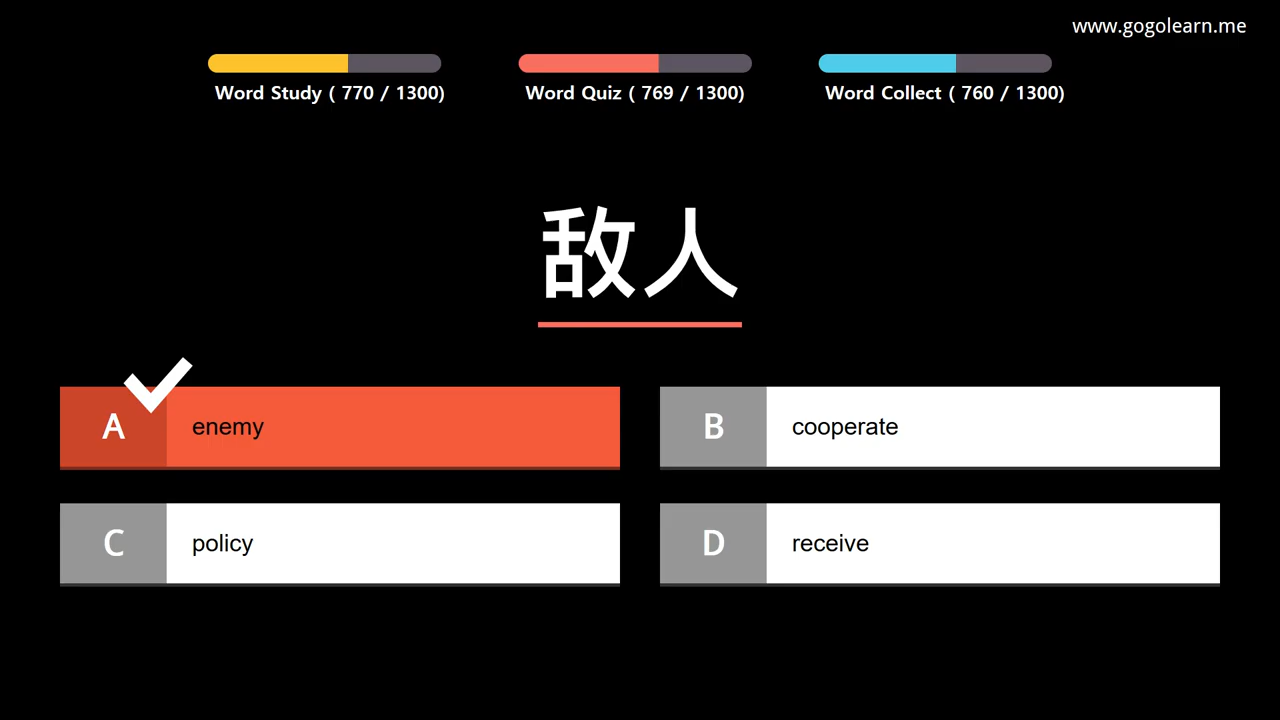 www.gogolearn.me
Word Study ( 770 / 1300)
Word Quiz ( 769 / 1300)
Word Collect ( 760 / 1300)
敌人
A enemy
B cooperate
C policy
D receive